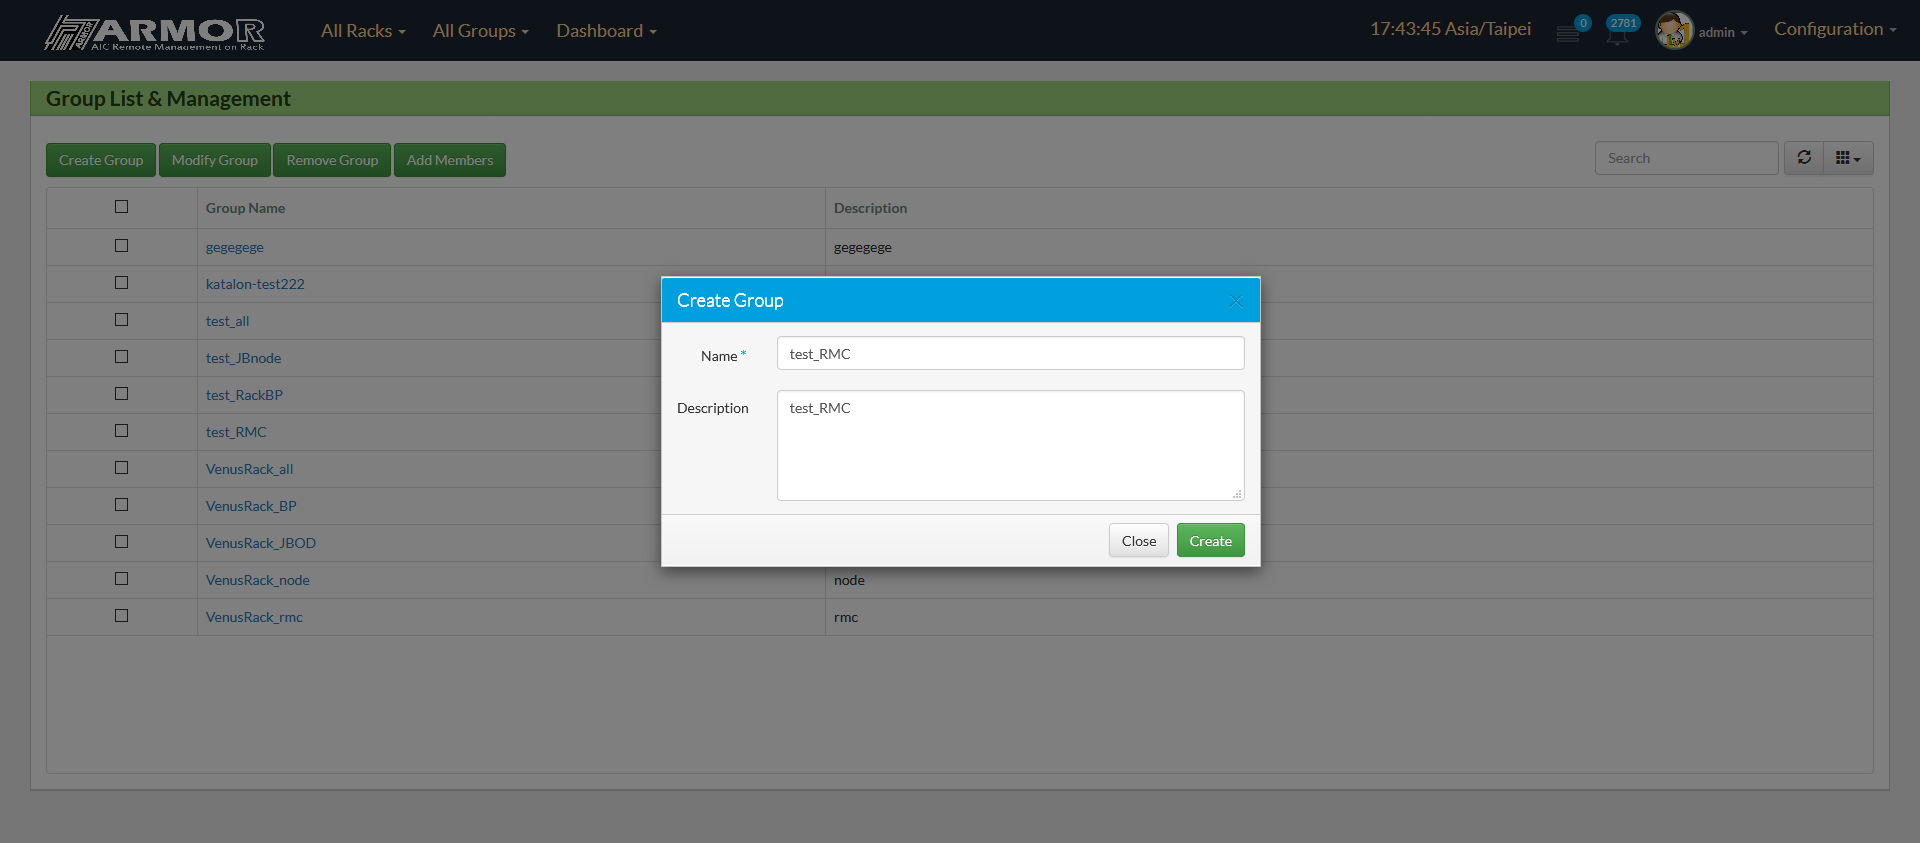 ARMOR
AIC Remote Management on Rack
All Racks
All Groups
Dashboard
17:43:45 Asia/Taipei
0
2781
admin
Configuration
Group List & Management
Create Group
Modify Group
Remove Group
Add Members
Search
Group Name
Description
gegegege
gegegege
katalon-test222
test_all
test_JBnode
test_RackBP
test_RMC
VenusRack_all
VenusRack_BP
VenusRack_JBOD
VenusRack_node
node
VenusRack_rmc
rmc
Create Group
Name *
test_RMC
Description
test_RMC
Close
Create